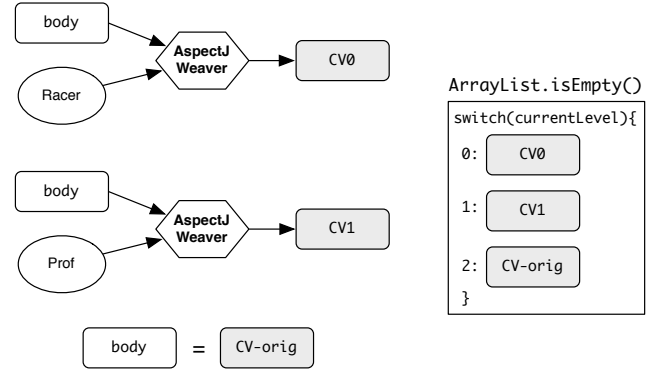 body
AspectJ
Weaver
CV0
Racer
body
AspectJ
Weaver
CV1
Prof
body = CV-orig
ArrayList.isEmpty()
switch(currentLevel){
0: CV0
1: CV1
2: CV-orig
}